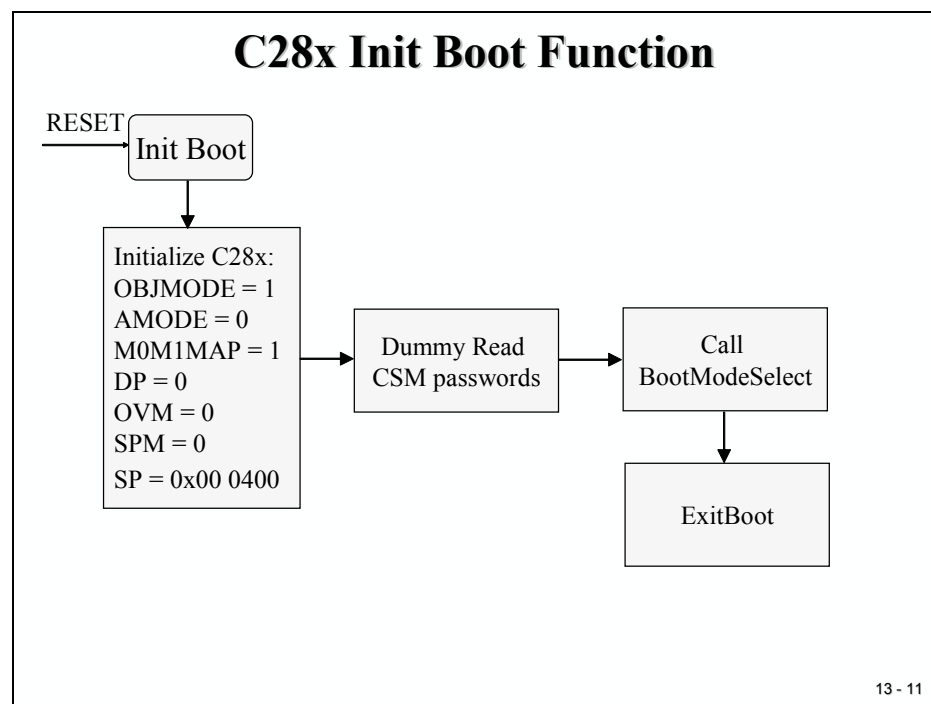 C28x Init Boot Function
RESET
Init Boot
Initialize C28x:
OBJMODE = 1
AMODE = 0
M0M1MAP = 1
DP = 0
OVM = 0
SPM = 0
SP = 0x00 0400
Dummy Read
CSM passwords
Call
BootModeSelect
ExitBoot
13 - 11